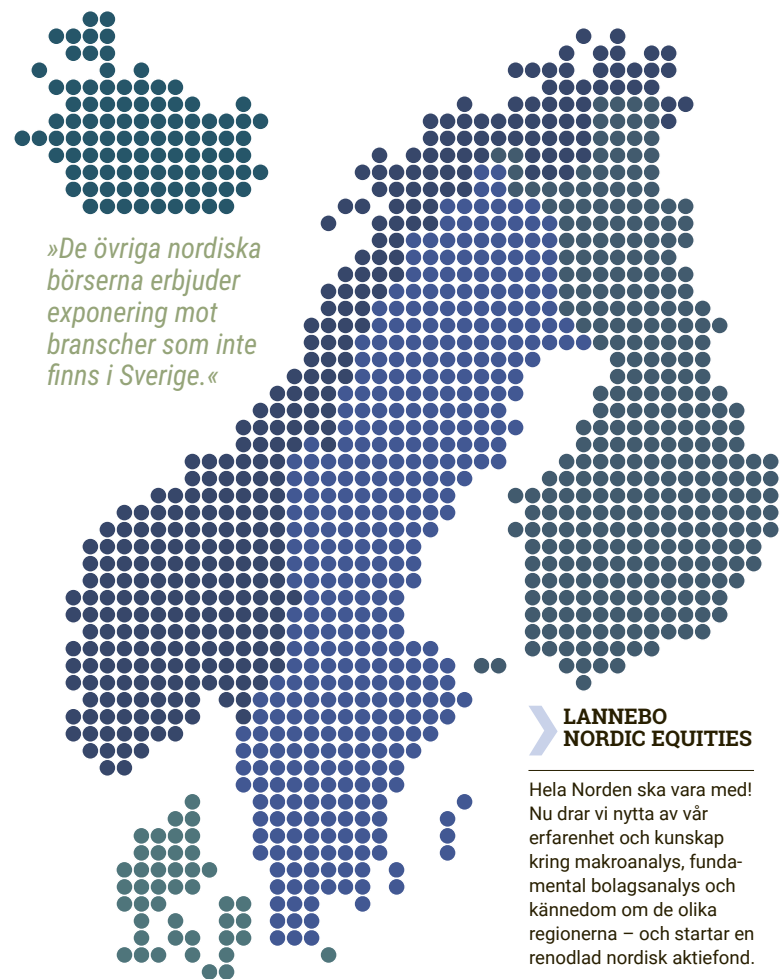 »De övriga nordiska
börserna erbjuder
exponering mot
branscher som inte
finns i Sverige.«
LANNEBO
NORDIC EQUITIES
Hela Norden ska vara med!
Nu drar vi nytta av vår
erfarenhet och kunskap
kring makroanalys, funda-
mental bolagsanalys och
kännedom om de olika
regionerna – och startar en
renodlad nordisk aktiefond.